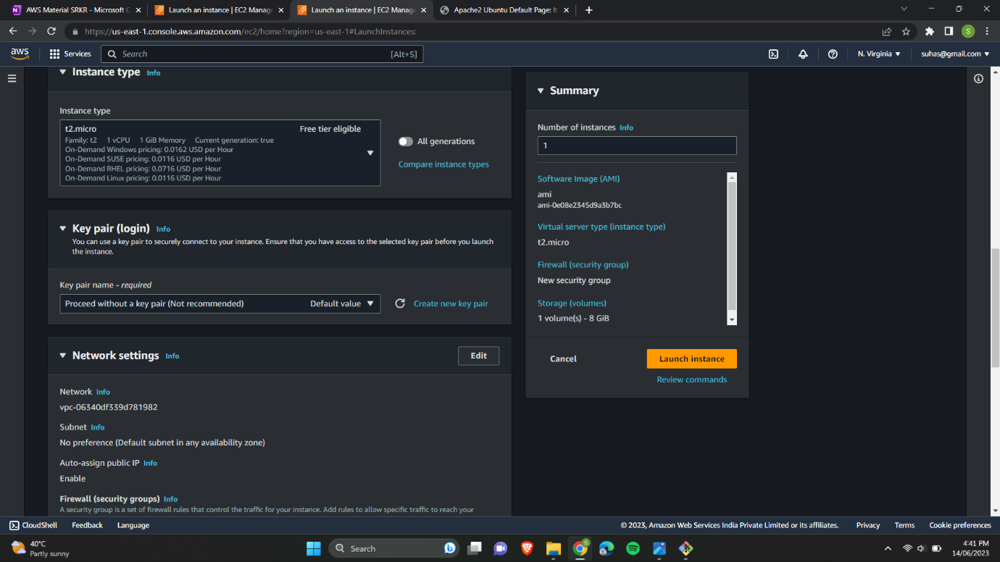 AWS Material SRKR - Microsoft O
Launch an instance | EC2 Manage
Launch an instance | EC2 Manage
Apache2 Ubuntu Default Page: It
https://us-east-1.console.aws.amazon.com/ec2/home?region=us-east-1#LaunchInstances:
S
aws
Services
Search
[Alt+S]
N. Virginia
suhas@gmail.com
Instance type Info
Instance type
t2.micro
Free tier eligible
Family: t2 1 vCPU 1 GiB Memory Current generation: true
On-Demand Windows pricing: 0.0162 USD per Hour
On-Demand SUSE pricing: 0.0116 USD per Hour
On-Demand RHEL pricing: 0.0716 USD per Hour
On-Demand Linux pricing: 0.0116 USD per Hour
All generations
Compare instance types
Key pair (login) Info
You can use a key pair to securely connect to your instance. Ensure that you have access to the selected key pair before you launch
the instance.
Key pair name - required
Proceed without a key pair (Not recommended)
Default value
Create new key pair
Network settings Info
Edit
Network Info
vpc-06340df339d781982
Subnet Info
No preference (Default subnet in any availability zone)
Auto-assign public IP Info
Enable
Firewall (security groups) Info
A security group is a set of firewall rules that control the traffic for your instance. Add rules to allow specific traffic to reach your
Summary
Number of instances Info
1
Software Image (AMI)
ami
ami-0e08e2345d9a3b7bc
Virtual server type (instance type)
t2.micro
Firewall (security group)
New security group
Storage (volumes)
1 volume(s) - 8 GiB
Cancel
Launch instance
Review commands
CloudShell
Feedback
Language
© 2023, Amazon Web Services India Private Limited or its affiliates.
Privacy
Terms
Cookie preferences
40°C
Partly sunny
Search
4:41 PM
14/06/2023